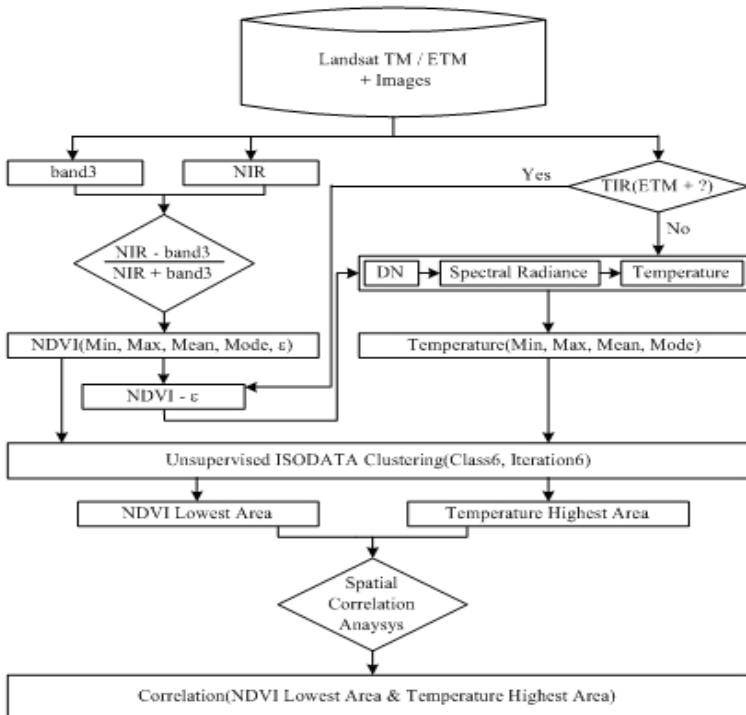 Landsat TM / ETM
+ Images
band3
NIR
Yes
TIR(ETM + ?)
No
NIR - band3
NIR + band3
DN
Spectral Radiance
Temperature
NDVI(Min, Max, Mean, Mode, ε)
Temperature(Min, Max, Mean, Mode)
NDVI - ε
Unsupervised ISODATA Clustering(Class6, Iteration6)
NDVI Lowest Area
Temperature Highest Area
Spatial
Correlation
Anaysys
Correlation(NDVI Lowest Area & Temperature Highest Area)